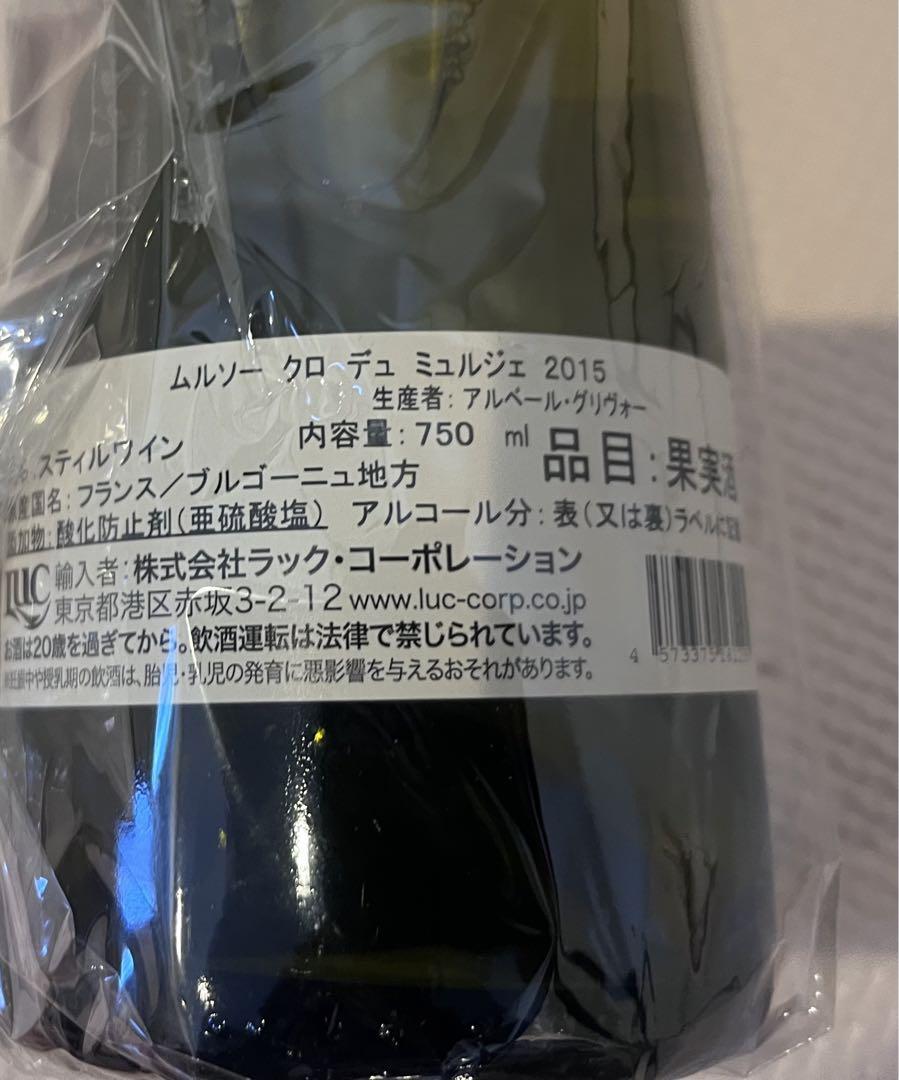 ムルソー クロ デュ ミュルジェ 2015
生産者: アルベール・グリヴォー
内容量: 750 ml
品目: 果実酒
スティルワイン
原産国名: フランス/ブルゴーニュ地方
添加物: 酸化防止剤(亜硫酸塩) アルコール分: 表(又は裏)ラベルに記載
LUC 輸入者: 株式会社ラック・コーポレーション
東京都港区赤坂3-2-12 www.luc-corp.co.jp
お酒は20歳を過ぎてから。飲酒運転は法律で禁じられています。
妊娠中や授乳期の飲酒は、胎児・乳児の発育に悪影響を与えるおそれがあります。